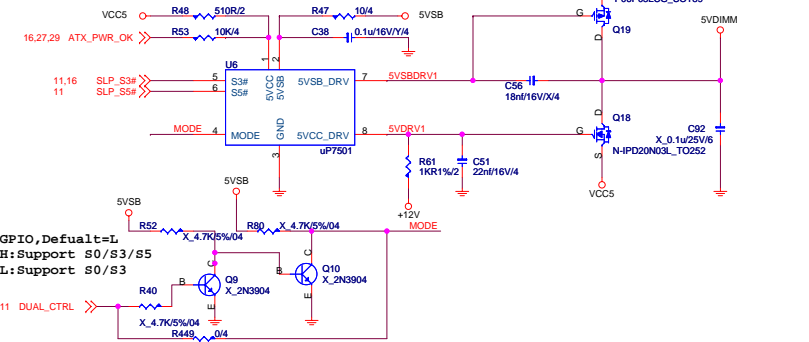 VCC5 R48 510R/2 R47 10/4 5VSB
G Q19 5VDIMM
16,27,29 ATX_PWR_OK R53 10K/4 C38 0.1u/16V/Y/4
D
U6 1 2
11,16 SLP_S3# 5 S3# 5VCC 5VSB 5VSB_DRV 7 5VSBDRV1
11 SLP_S5# 6 S5#
C56
18nf/16V/X/4
D
Q18
MODE 4 MODE GND 5VCC_DRV 8 5VDRV1 G
C92
X_0.1u/25V/6
3 uP7501
S N-IPD20N03L_TO252
R61
1KR1%/2
C51
22nf/16V/4
VCC5
+12V
5VSB
5VSB
R52 X_4.7K/5%/04 R80 X_4.7K/5%/04 MODE
GPIO,Defualt=L
H:Support S0/S3/S5
L:Support S0/S3
C C
B Q9
X_2N3904
B Q10
X_2N3904
E E
11 DUAL_CTRL R40
X_4.7K/5%/04
R449 0/4